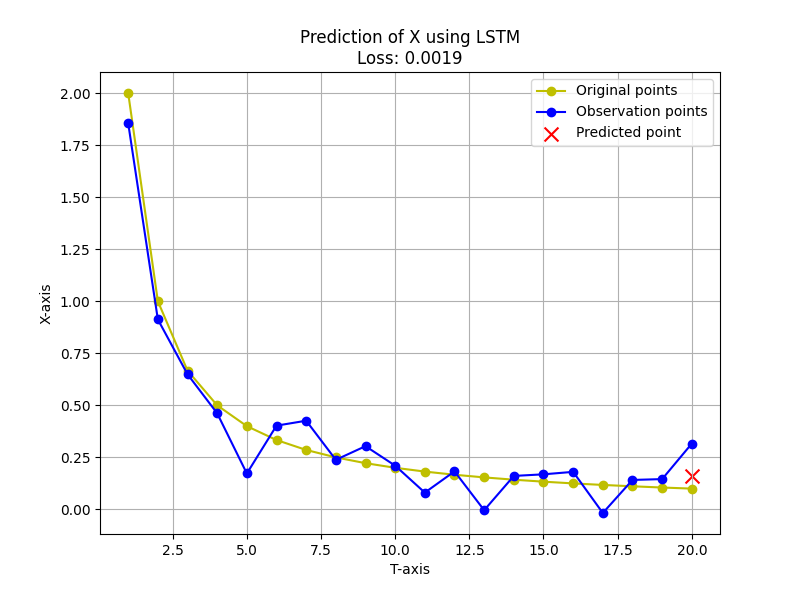 Prediction of X using LSTM
Loss: 0.0019
Original points
Observation points
Predicted point
X-axis
2.00
1.75
1.50
1.25
1.00
0.75
0.50
0.25
0.00
2.5 5.0 7.5 10.0 12.5 15.0 17.5 20.0
T-axis